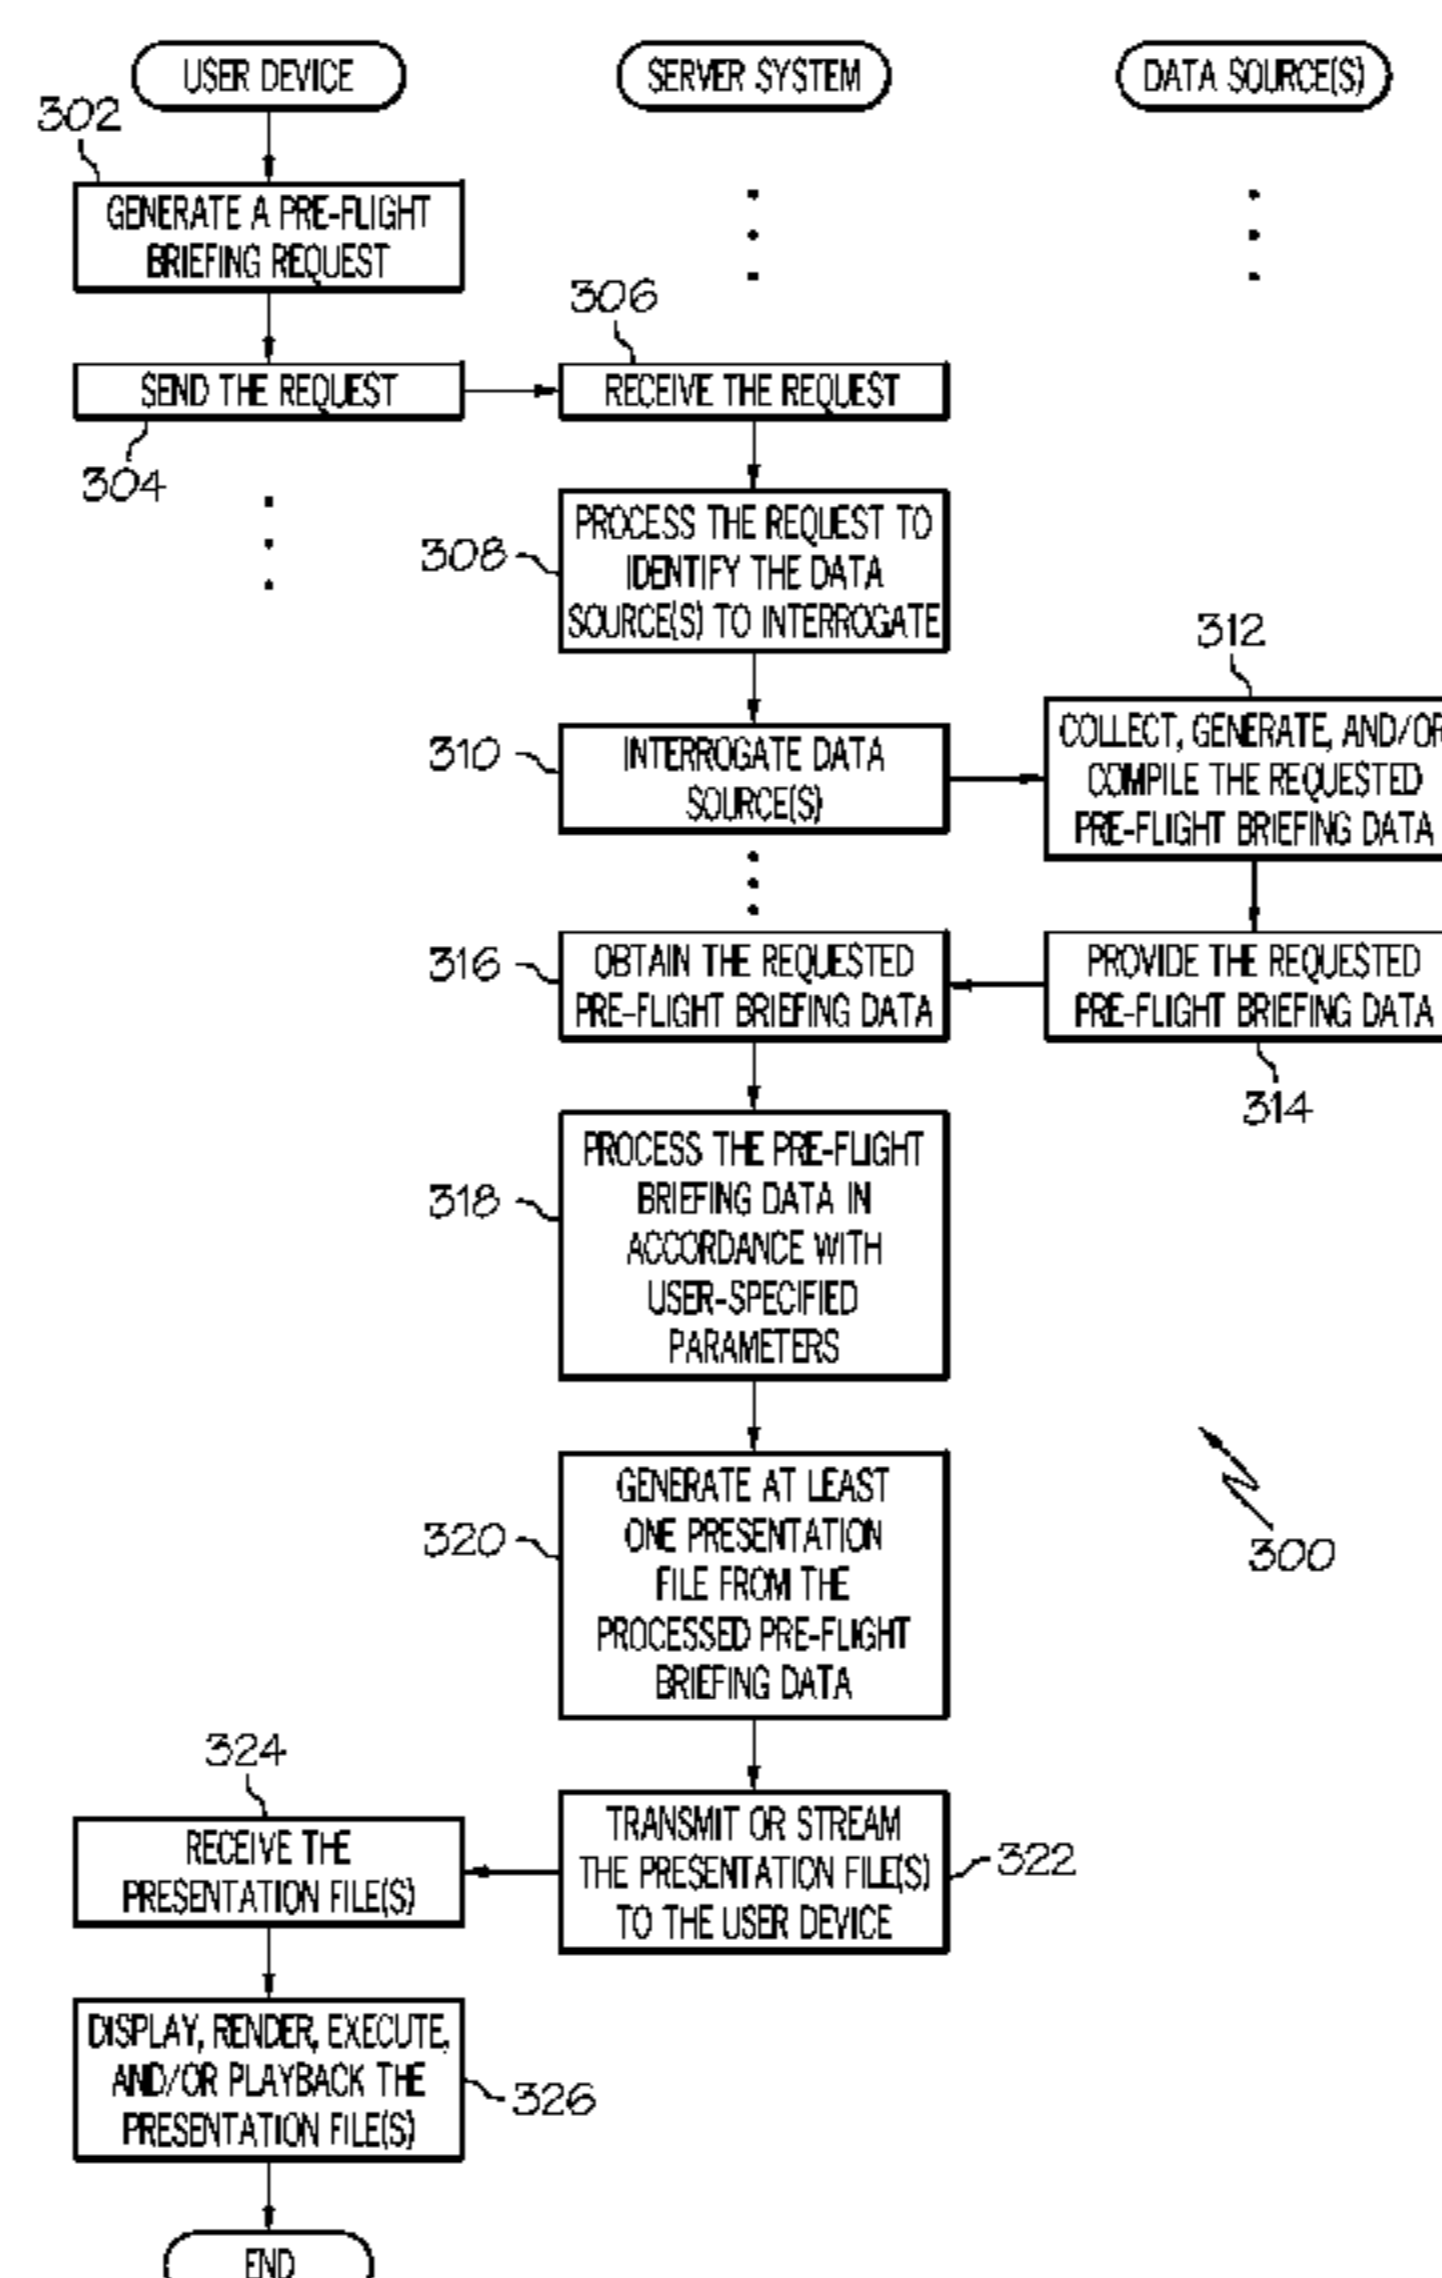 USER DEVICE
SERVER SYSTEM
DATA SOURCE(S)
302
GENERATE A PRE-FLIGHT
BRIEFING REQUEST
306
SEND THE REQUEST
RECEIVE THE REQUEST
304
308
PROCESS THE REQUEST TO
IDENTIFY THE DATA
SOURCE(S) TO INTERROGATE
312
310
INTERROGATE DATA
SOURCE(S)
COLLECT, GENERATE, AND/OR
COMPILE THE REQUESTED
PRE-FLIGHT BRIEFING DATA
316
OBTAIN THE REQUESTED
PRE-FLIGHT BRIEFING DATA
PROVIDE THE REQUESTED
PRE-FLIGHT BRIEFING DATA
314
318
PROCESS THE PRE-FLIGHT
BRIEFING DATA IN
ACCORDANCE WITH
USER-SPECIFIED
PARAMETERS
320
GENERATE AT LEAST
ONE PRESENTATION
FILE FROM THE
PROCESSED PRE-FLIGHT
BRIEFING DATA
300
324
RECEIVE THE
PRESENTATION FILE(S)
TRANSMIT OR STREAM
THE PRESENTATION FILE(S)
TO THE USER DEVICE
322
DISPLAY, RENDER, EXECUTE,
AND/OR PLAYBACK THE
PRESENTATION FILE(S)
326
END